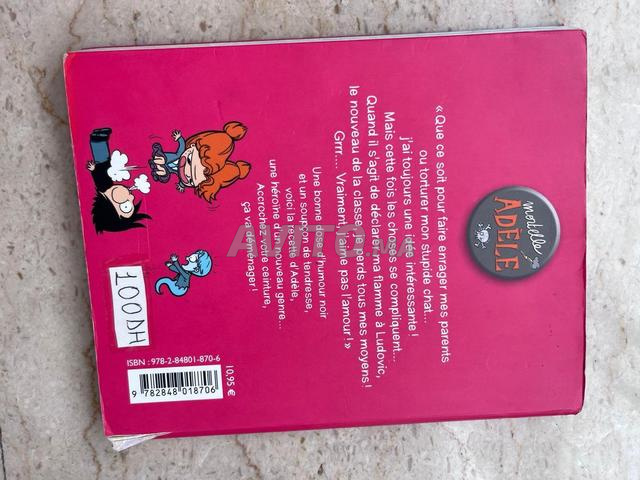 mortelle
ADÈLE
« Que ce soit pour faire enrager mes parents
ou torturer mon stupide chat...
j'ai toujours une idée intéressante !
Mais cette fois les choses se compliquent...
Quand il s'agit de déclarer ma flamme à Ludovic,
le nouveau de la classe, je perds tous mes moyens !
Grrr.... Vraiment, j'aime pas l'amour ! »
Une bonne dose d'humour noir
et un soupçon de tendresse,
voici la recette d'Adèle,
une héroïne d'un nouveau genre...
Accrochez votre ceinture,
ça va déménager !
100DH
ISBN : 978-2-84801-870-6
9 782848 018706
10,95 €